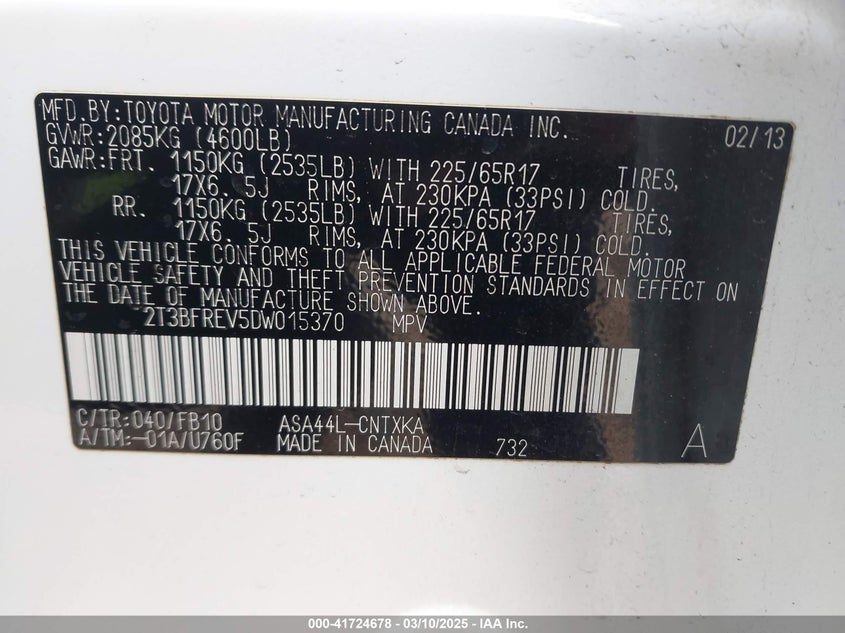 MFD.BY:TOYOTA MOTOR MANUFACTURING CANADA INC. 02/13
GVWR:2085KG (4600LB)
GAWR:FRT. 1150KG (2535LB) WITH 225/65R17 TIRES,
17X6. 5J RIMS, AT 230KPA (33PSI) COLD.
RR. 1150KG (2535LB) WITH 225/65R17 TIRES,
17X6. 5J RIMS, AT 230KPA (33PSI) COLD.
THIS VEHICLE CONFORMS TO ALL APPLICABLE FEDERAL MOTOR
VEHICLE SAFETY AND THEFT PREVENTION STANDARDS IN EFFECT ON
THE DATE OF MANUFACTURE SHOWN ABOVE.
2T3BFREV5DW015370 MPV
C/TR:040/FB10 ASA44L-CNTXKA
A/TM:-01A/U760F MADE IN CANADA 732 A
000-41724678 - 03/10/2025 - IAA Inc.